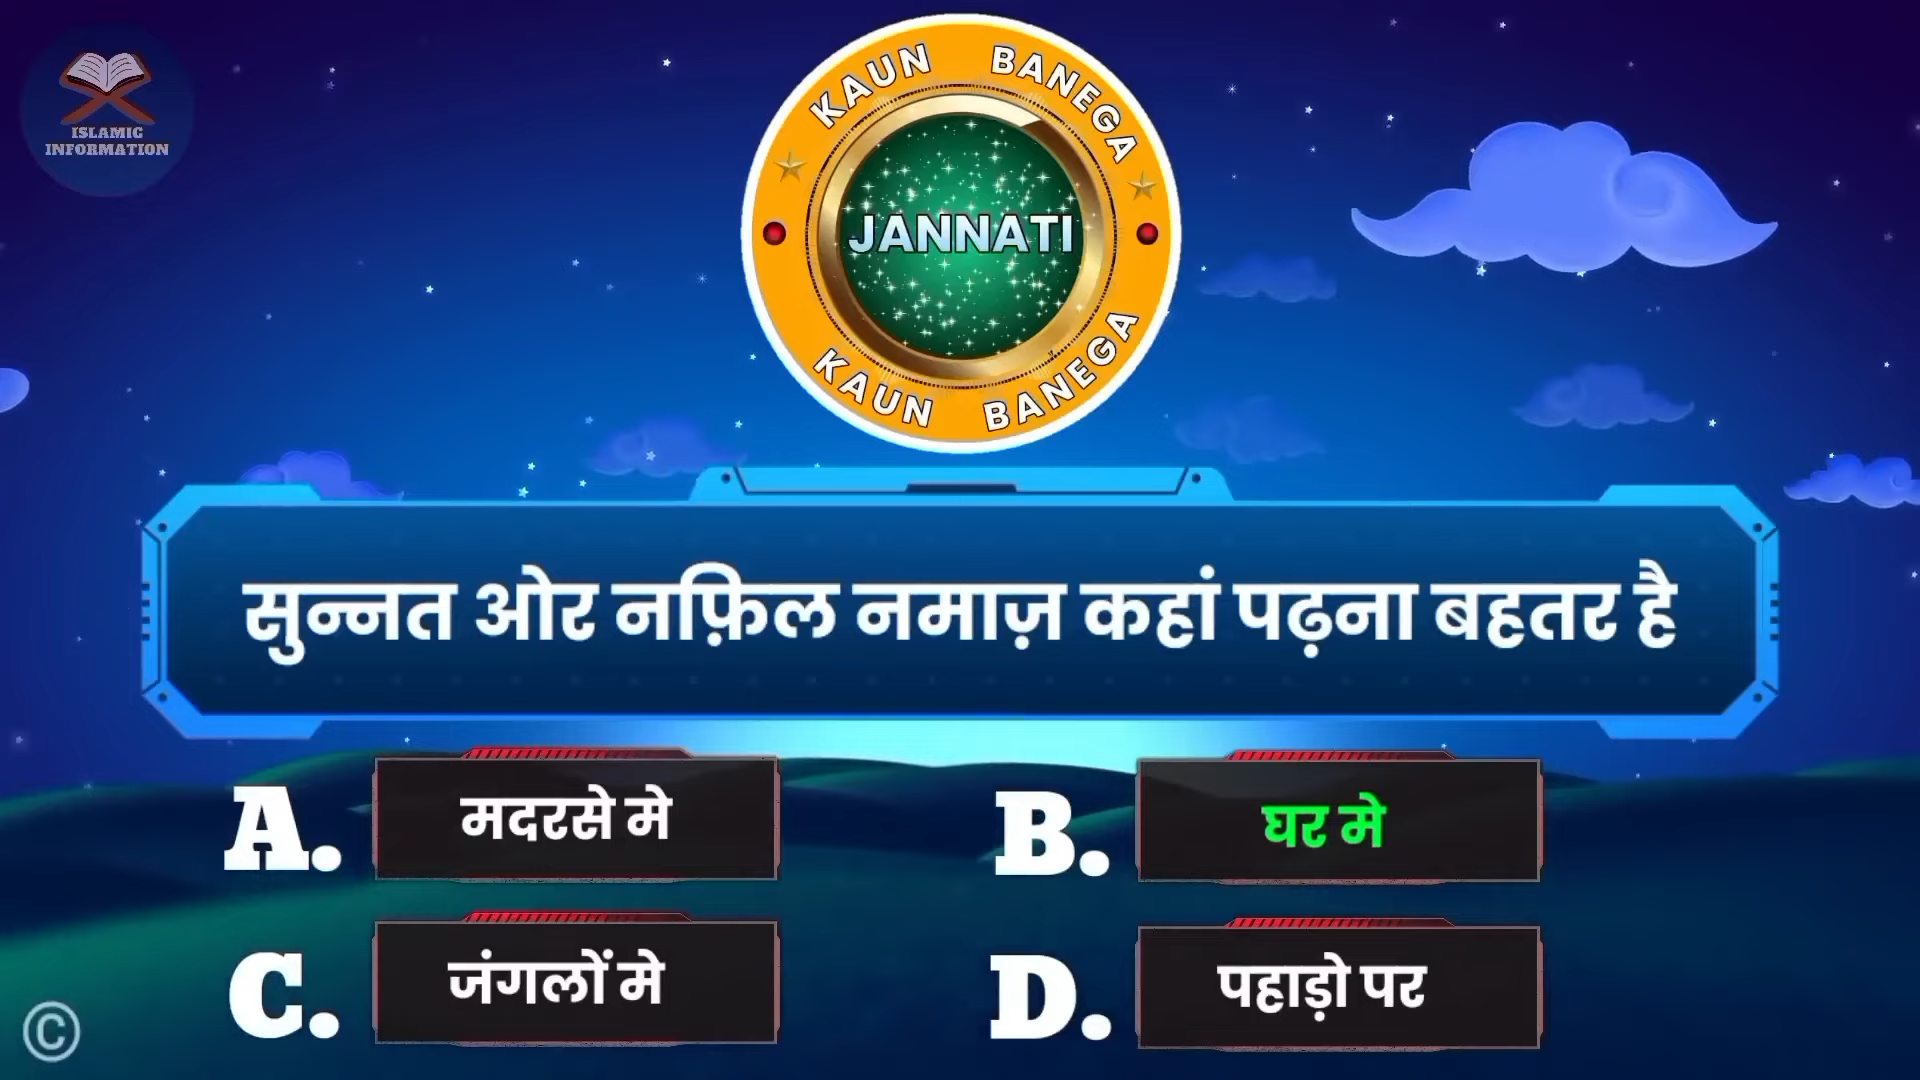 ISLAMIC
INFORMATION
KAUN BANEGA
JANNATI
KAUN BANEGA
सुन्नत ओर नफ़िल नमाज़ कहां पढ़ना बहतर है
A. मदरसे मे
B. घर मे
C. जंगलों मे
D. पहाड़ो पर
©